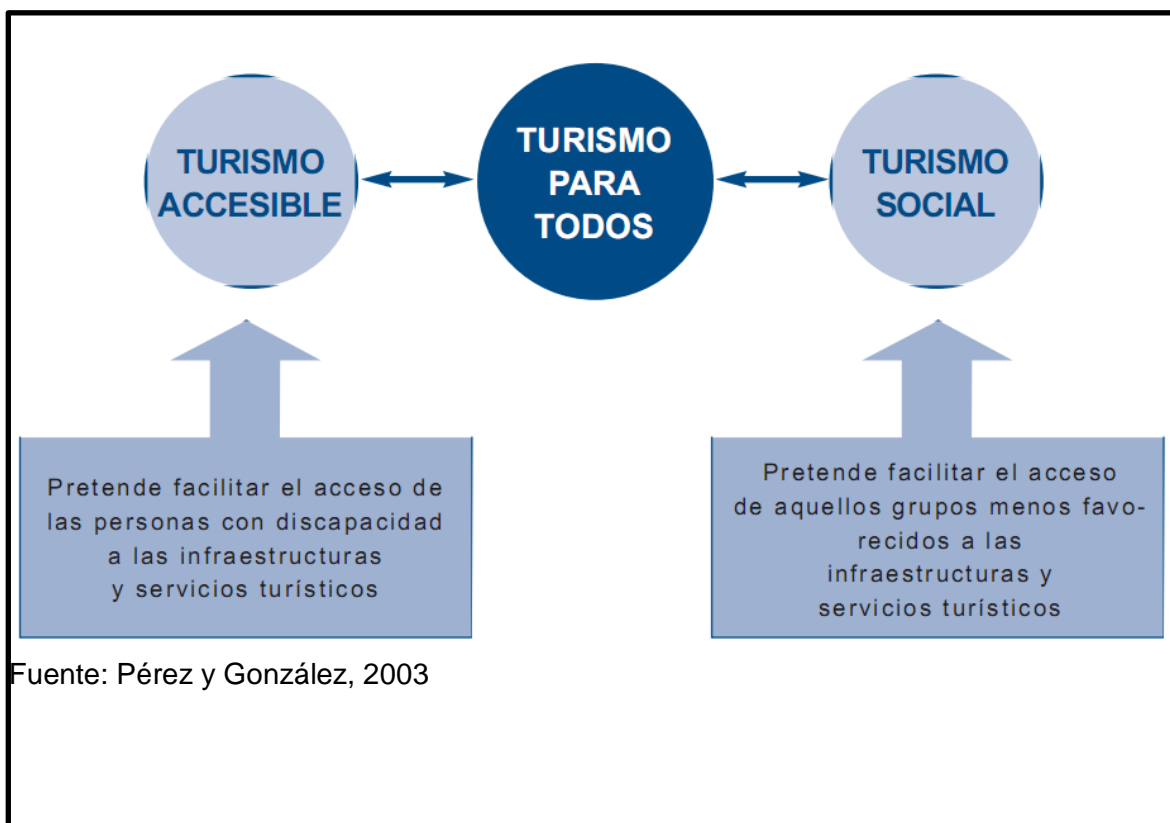 TURISMO
ACCESIBLE
TURISMO
PARA
TODOS
TURISMO
SOCIAL
Pretende facilitar el acceso de
las personas con discapacidad
a las infraestructuras
y servicios turísticos
Pretende facilitar el acceso
de aquellos grupos menos favo-
recidos a las
infraestructuras y
servicios turísticos
Fuente: Pérez y González, 2003